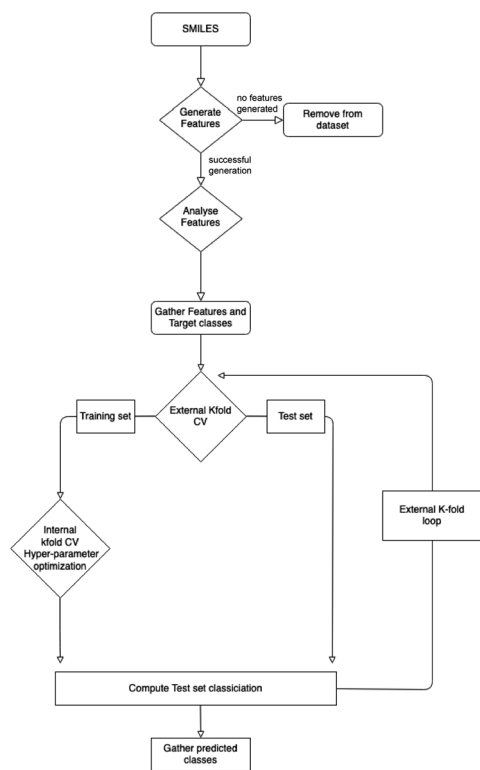 SMILES
no features
generated
Generate
Features
Remove from
dataset
successful
generation
Analyse
Features
Gather Features and
Target classes
Training set
External Kfold
CV
Test set
External K-fold
loop
Internal
kfold CV
Hyper-parameter
optimization
Compute Test set classiciation
Gather predicted
classes